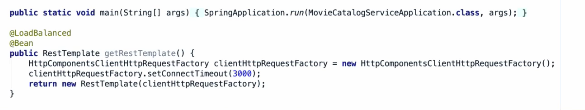 public static void main(String[] args) { SpringApplication.run(MovieCatalogServiceApplication.class, args); }
@LoadBalanced
@Bean
public RestTemplate getRestTemplate() {
HttpComponentsClientHttpRequestFactory clientHttpRequestFactory = new HttpComponentsClientHttpRequestFactory();
clientHttpRequestFactory.setConnectTimeout(3000);
return new RestTemplate(clientHttpRequestFactory);
}